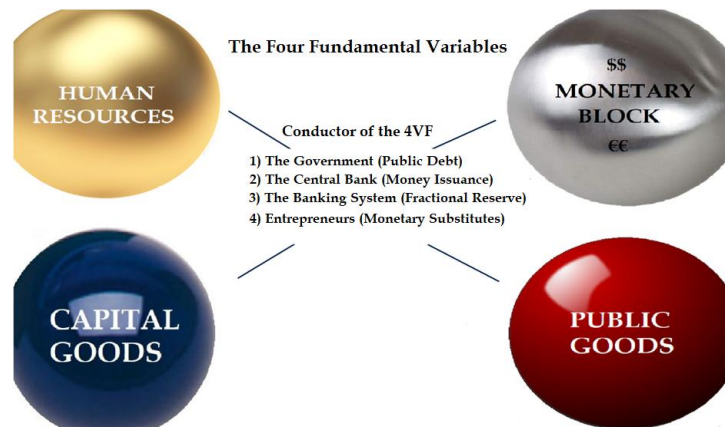 The Four Fundamental Variables
HUMAN
RESOURCES
$$
MONETARY
BLOCK
€€
Conductor of the 4VF
1) The Government (Public Debt)
2) The Central Bank (Money Issuance)
3) The Banking System (Fractional Reserve)
4) Entrepreneurs (Monetary Substitutes)
CAPITAL
GOODS
PUBLIC
GOODS